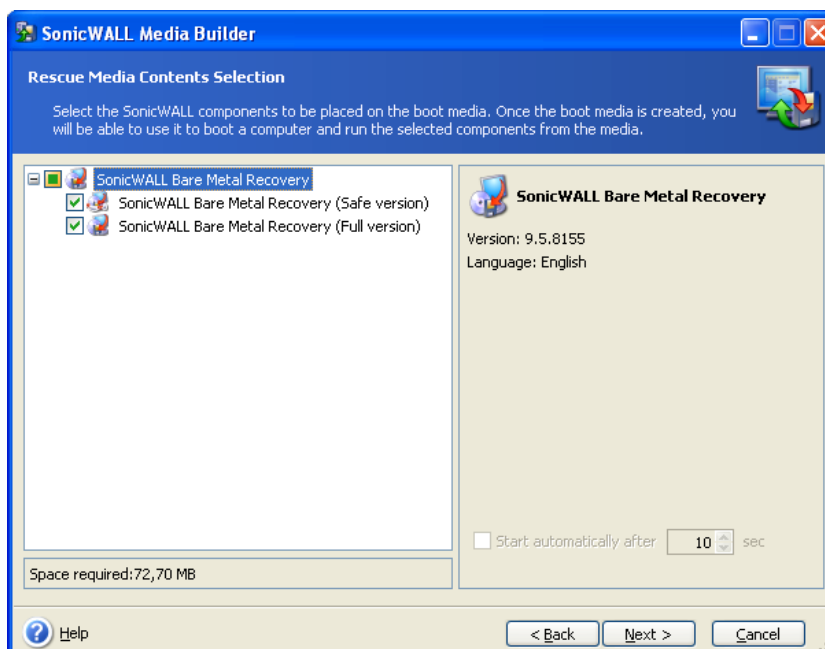 SonicWALL Media Builder
Rescue Media Contents Selection
Select the SonicWALL components to be placed on the boot media. Once the boot media is created, you
will be able to use it to boot a computer and run the selected components from the media.
SonicWALL Bare Metal Recovery
SonicWALL Bare Metal Recovery (Safe version)
SonicWALL Bare Metal Recovery (Full version)
Space required:72,70 MB
SonicWALL Bare Metal Recovery
Version: 9.5.8155
Language: English
Start automatically after 10 sec
Help
< Back
Next >
Cancel